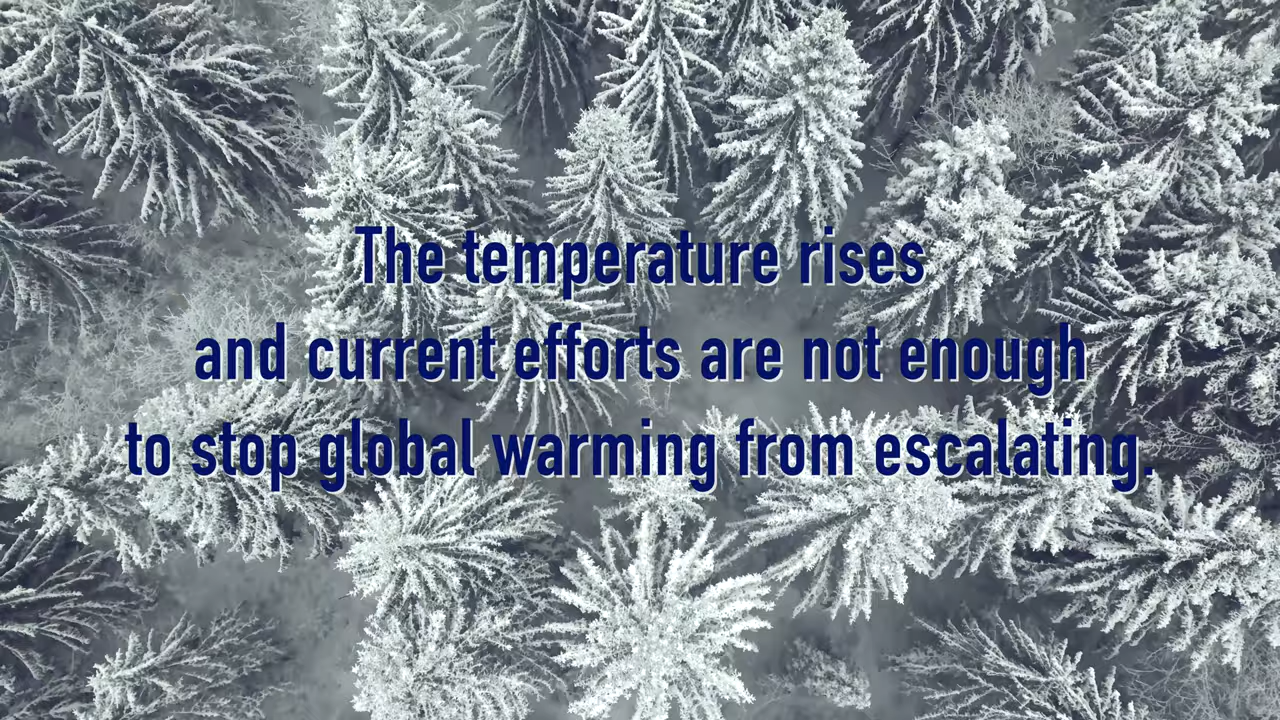 The temperature rises
and current efforts are not enough
to stop global warming from escalating.